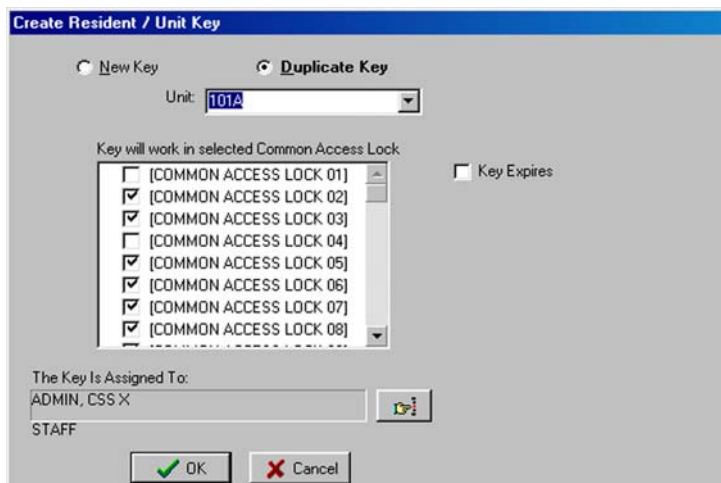 Create Resident / Unit Key
New Key Duplicate Key
Unit: 101A
Key will work in selected Common Access Lock
[COMMON ACCESS LOCK 01]
Key Expires
[COMMON ACCESS LOCK 02]
[COMMON ACCESS LOCK 03]
[COMMON ACCESS LOCK 04]
[COMMON ACCESS LOCK 05]
[COMMON ACCESS LOCK 06]
[COMMON ACCESS LOCK 07]
[COMMON ACCESS LOCK 08]
The Key Is Assigned To:
ADMIN, CSS X
STAFF
OK Cancel